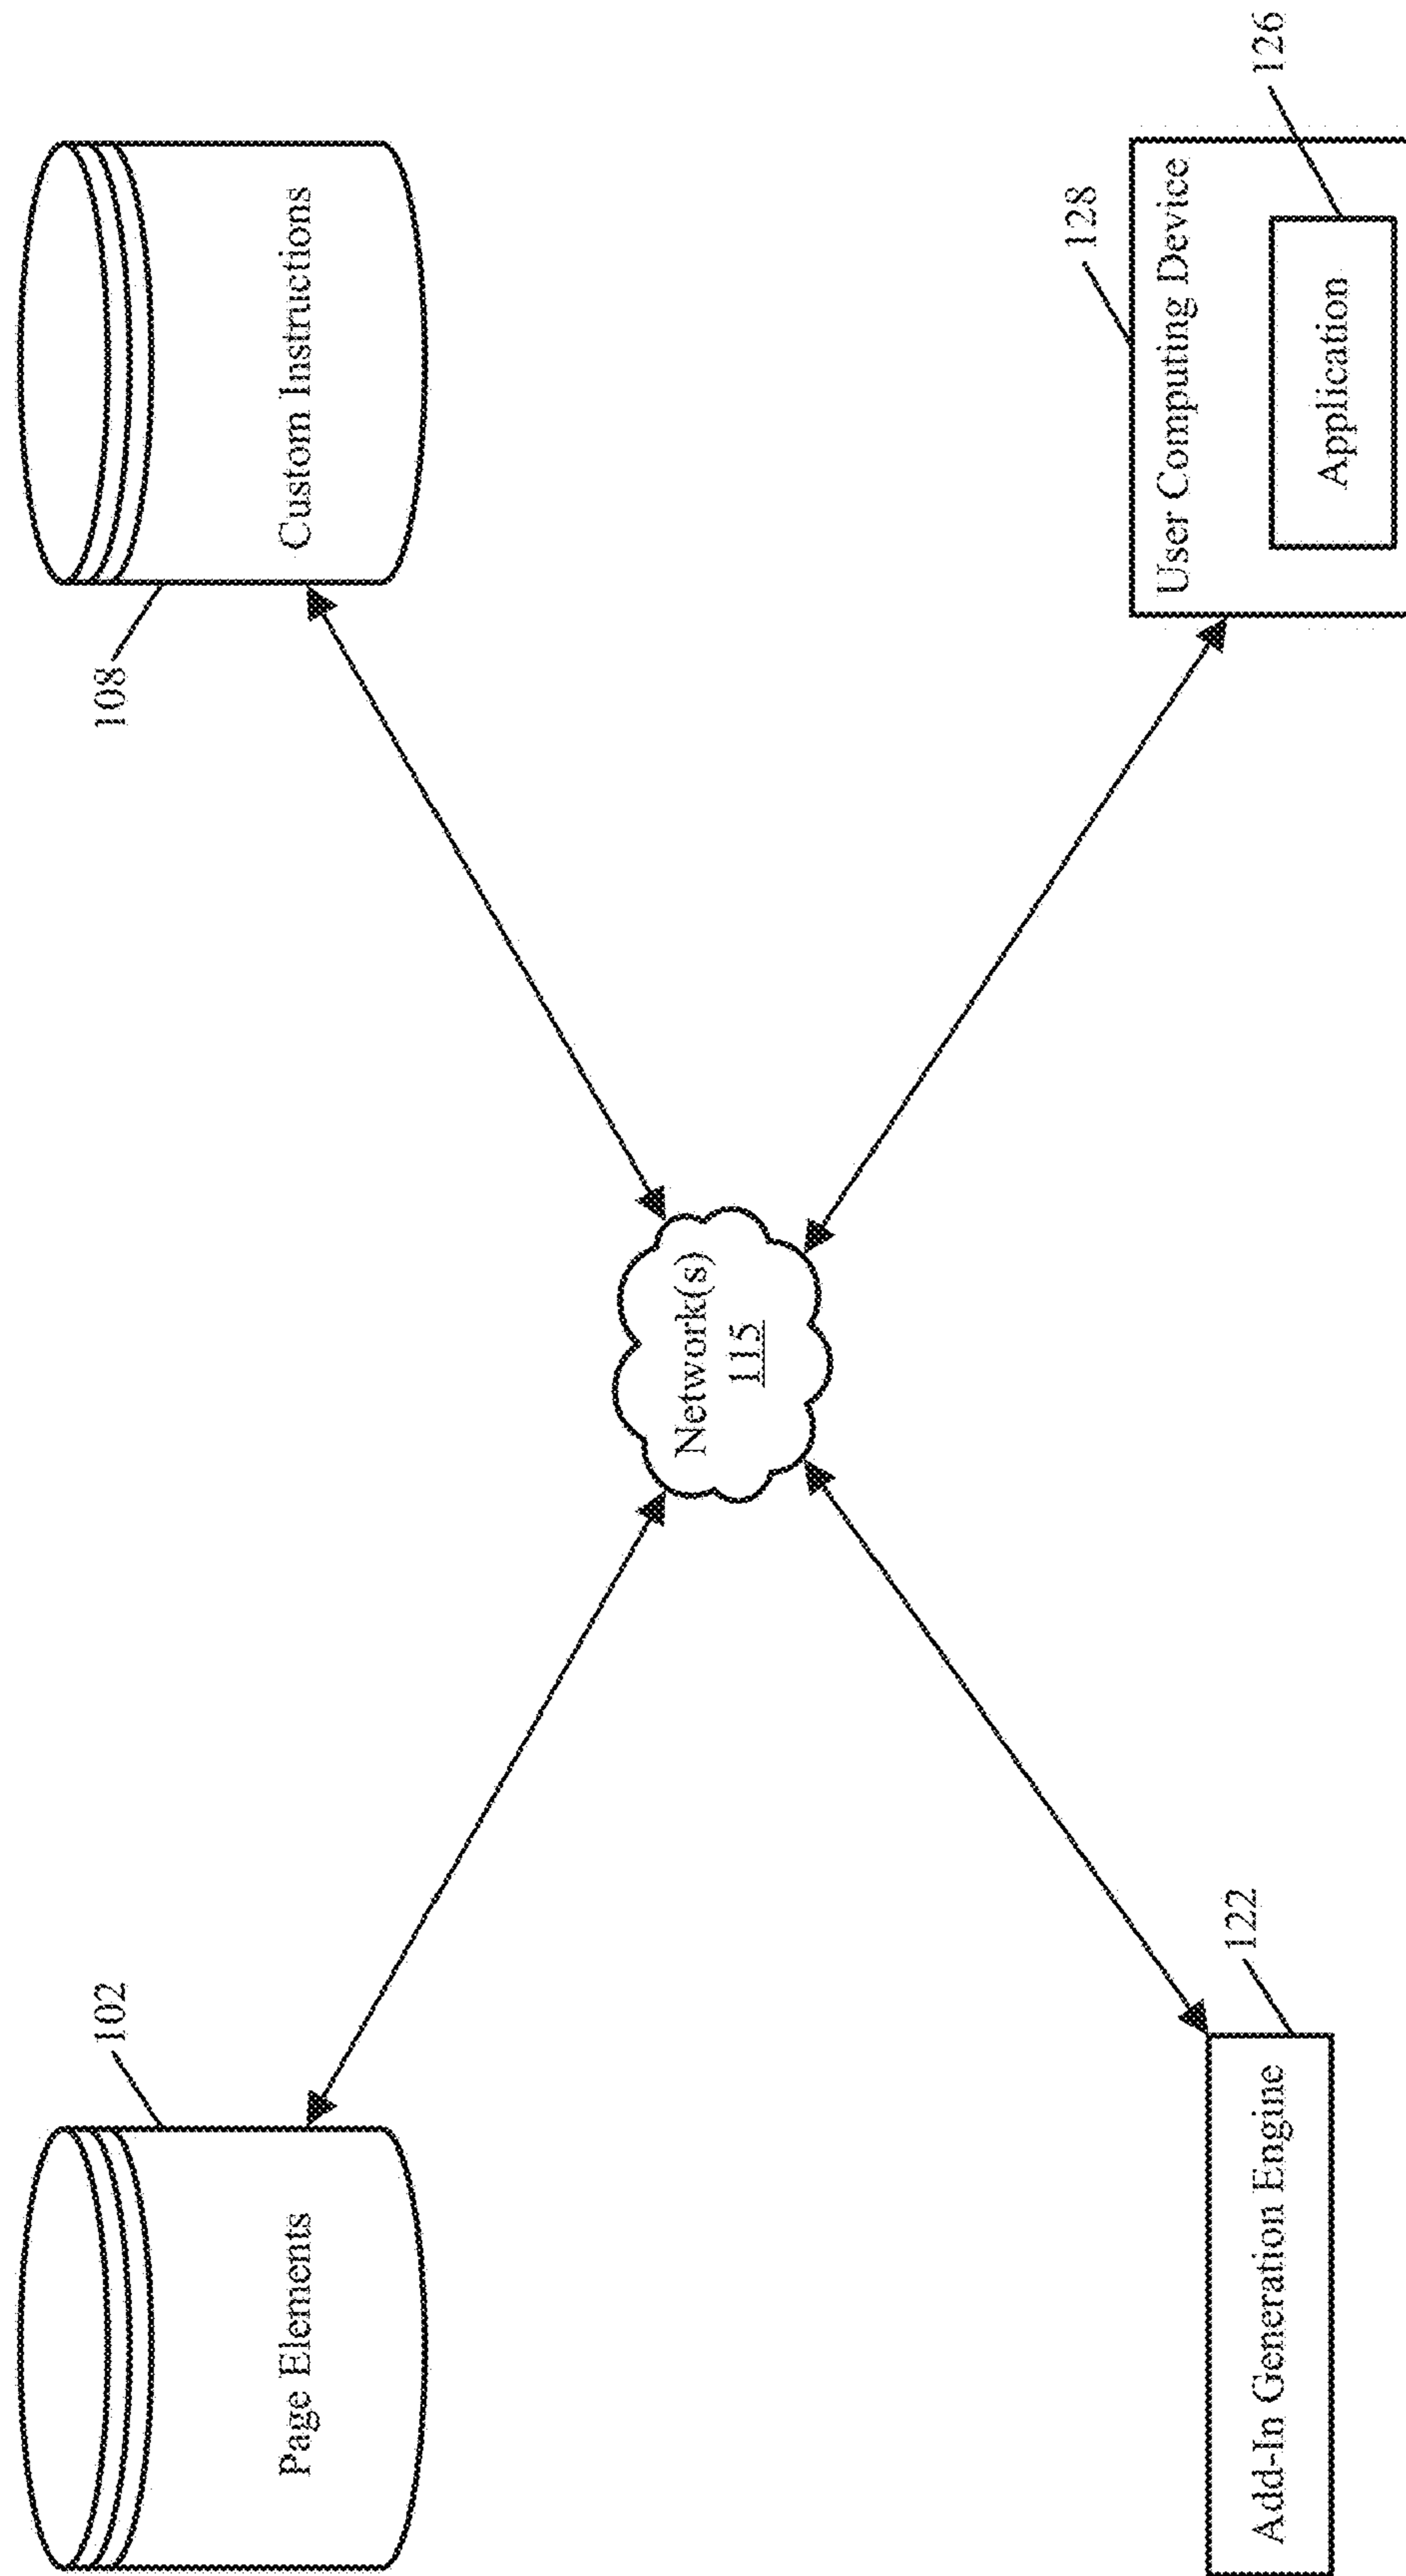 102
108
Page Elements
Custom Instructions
Network(s)
115
128
User Computing Device
122
126
Add-In Generation Engine
Application